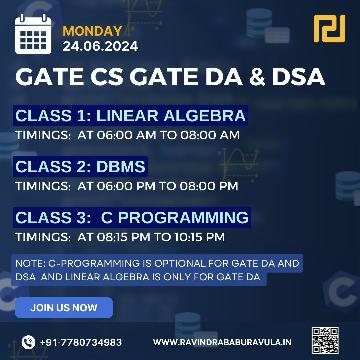 MONDAY
24.06.2024
GATE CS GATE DA & DSA
CLASS 1: LINEAR ALGEBRA
TIMINGS: AT 06:00 AM TO 08:00 AM
CLASS 2: DBMS
TIMINGS: AT 06:00 PM TO 08:00 PM
CLASS 3: C PROGRAMMING
TIMINGS: AT 08:15 PM TO 10:15 PM
NOTE: C-PROGRAMMING IS OPTIONAL FOR GATE DA AND
DSA AND LINEAR ALGEBRA IS ONLY FOR GATE DA
JOIN US NOW
+91-7780734983
WWW.RAVINDRABABURAVULA.IN